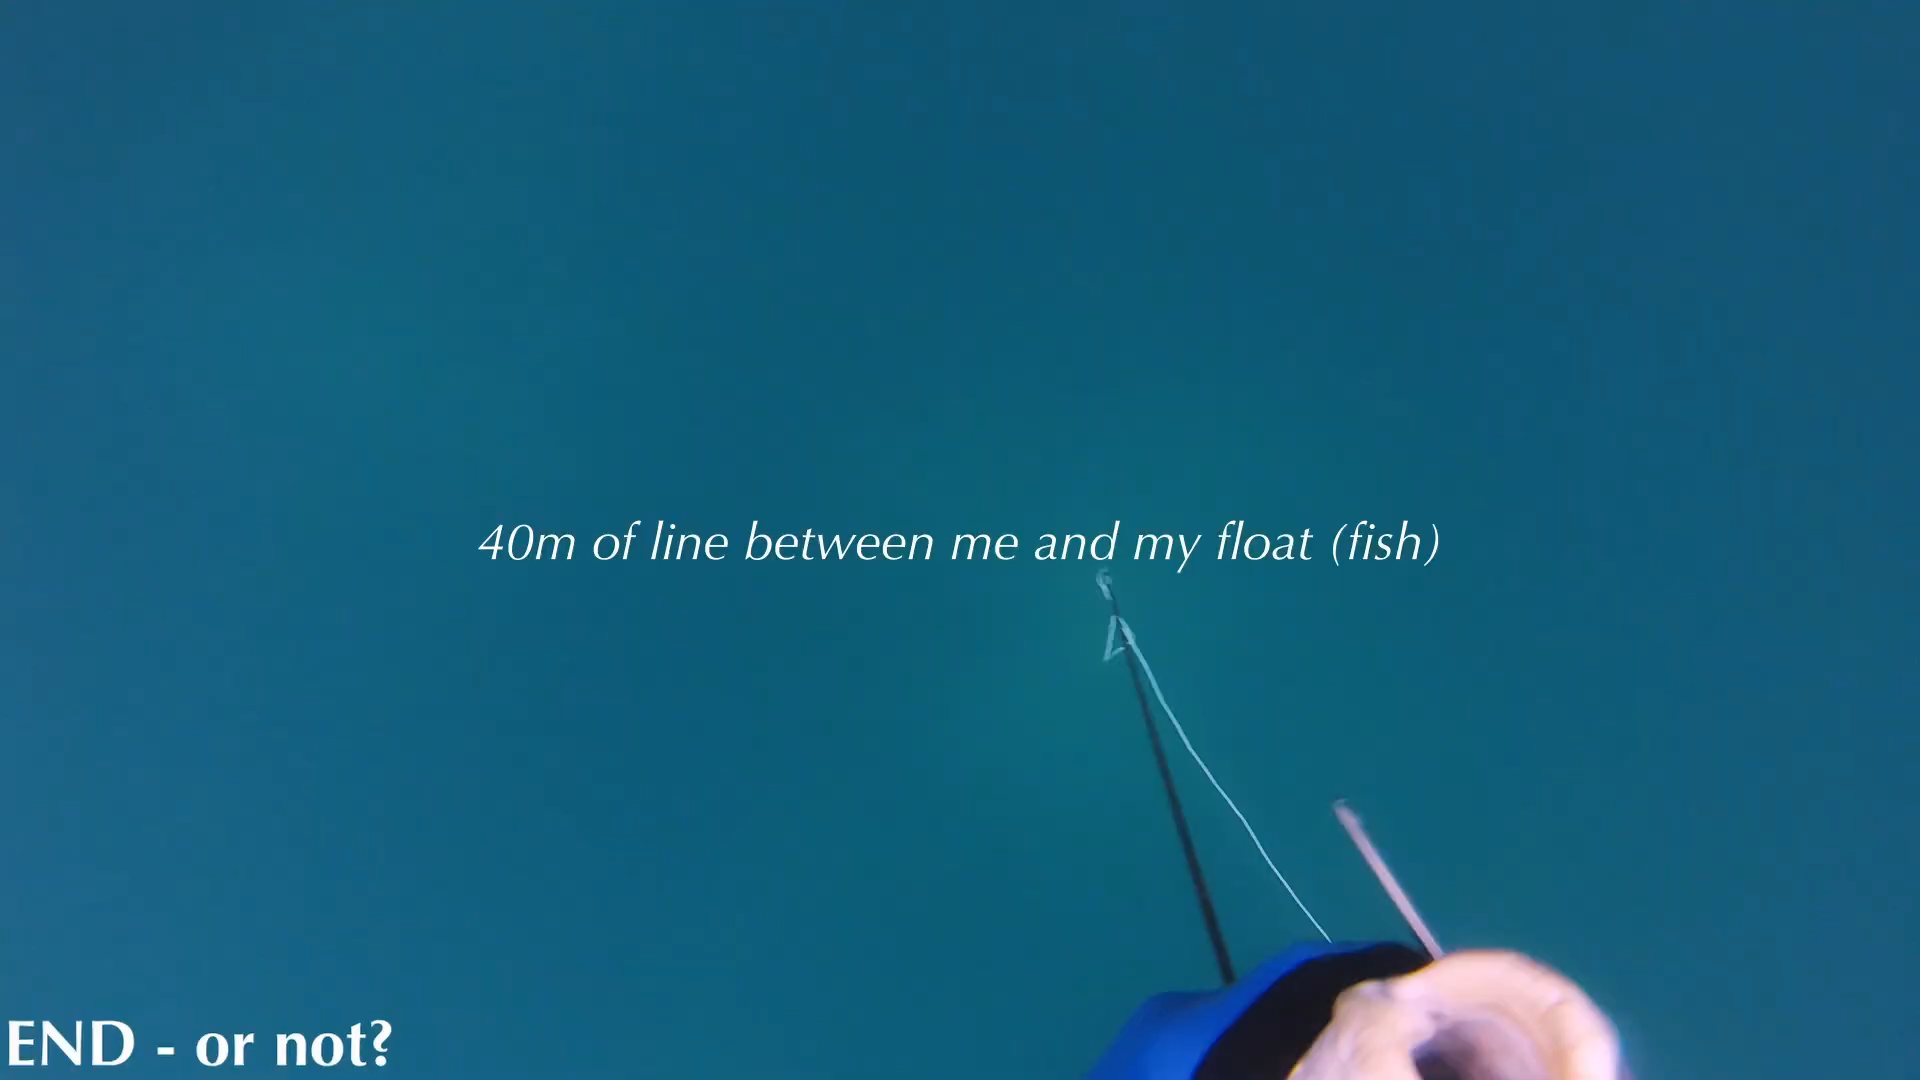 40m of line between me and my float (fish)
END - or not?